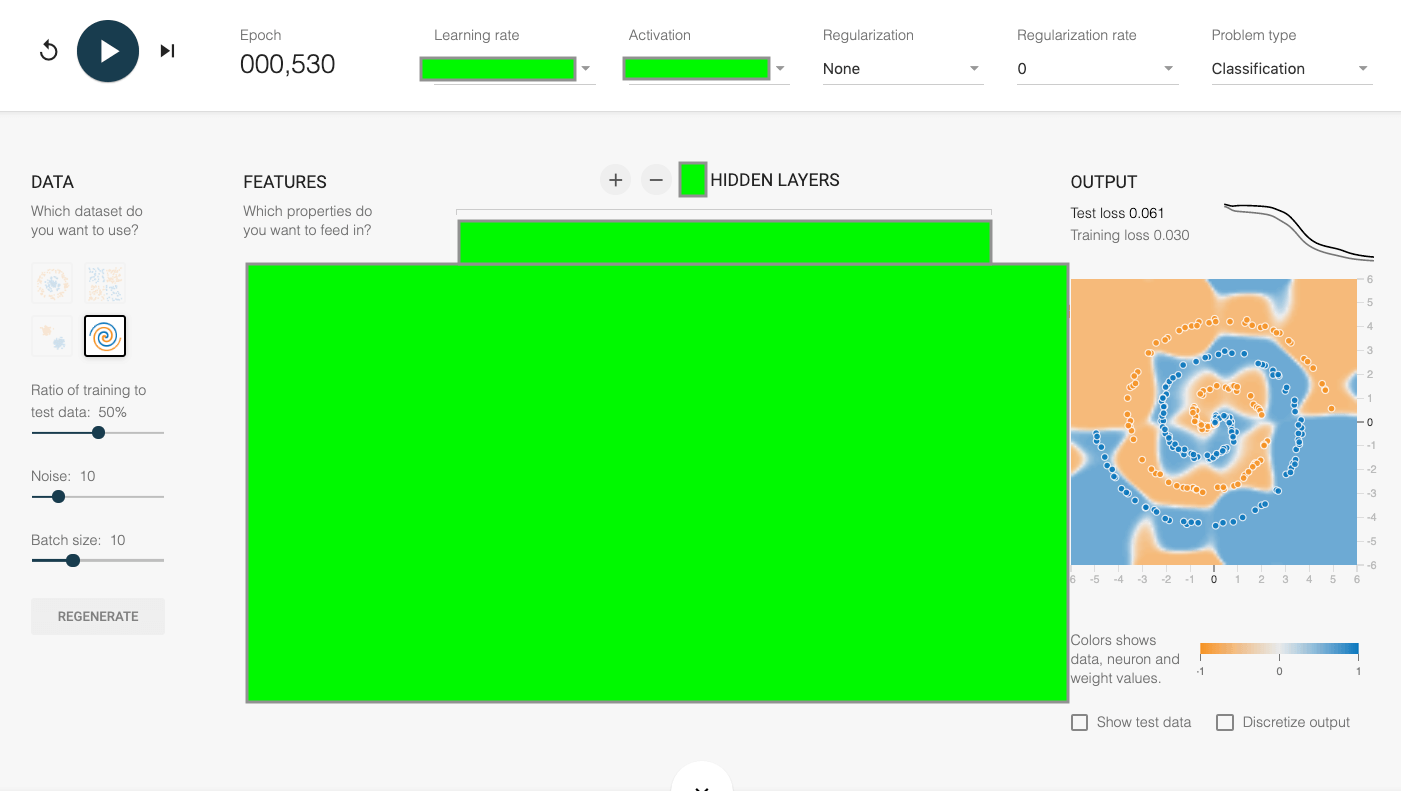 Epoch
000,530
Learning rate
Activation
Regularization
None
Regularization rate
0
Problem type
Classification
DATA
Which dataset do
you want to use?
Ratio of training to
test data: 50%
Noise: 10
Batch size: 10
REGENERATE
FEATURES
Which properties do
you want to feed in?
+ − HIDDEN LAYERS
OUTPUT
Test loss 0.061
Training loss 0.030
6
5
4
3
2
1
0
-1
-2
-3
-4
-5
-6
6 -5 -4 -3 -2 -1 0 1 2 3 4 5 6
Colors shows
data, neuron and
weight values.
-1 0 1
Show test data
Discretize output